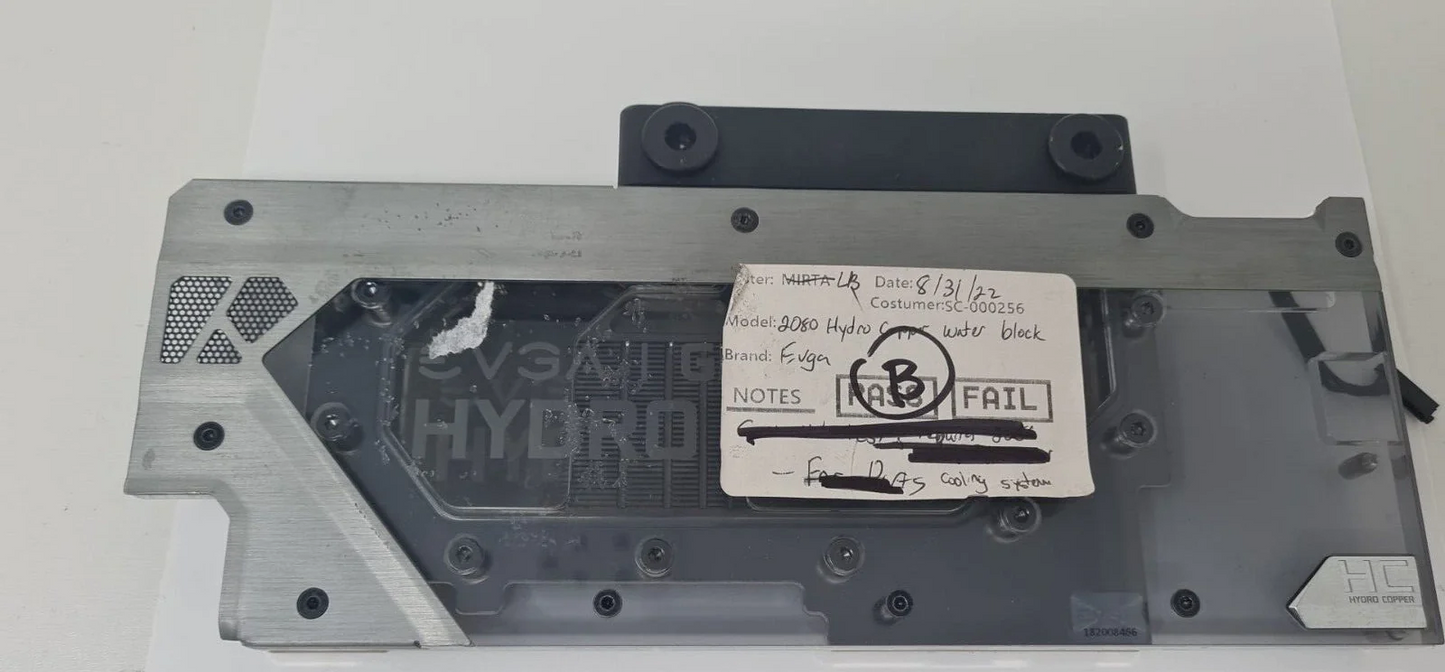 EVGA | G
HYDRO
ter: MIRTA LB Date: 8/31/22
Costumer:SC-000256
Model: 2080 Hydro water block
Brand: Evga
B
NOTES PASS FAIL
cooling system
HC
HYDRO COPPER
182008486